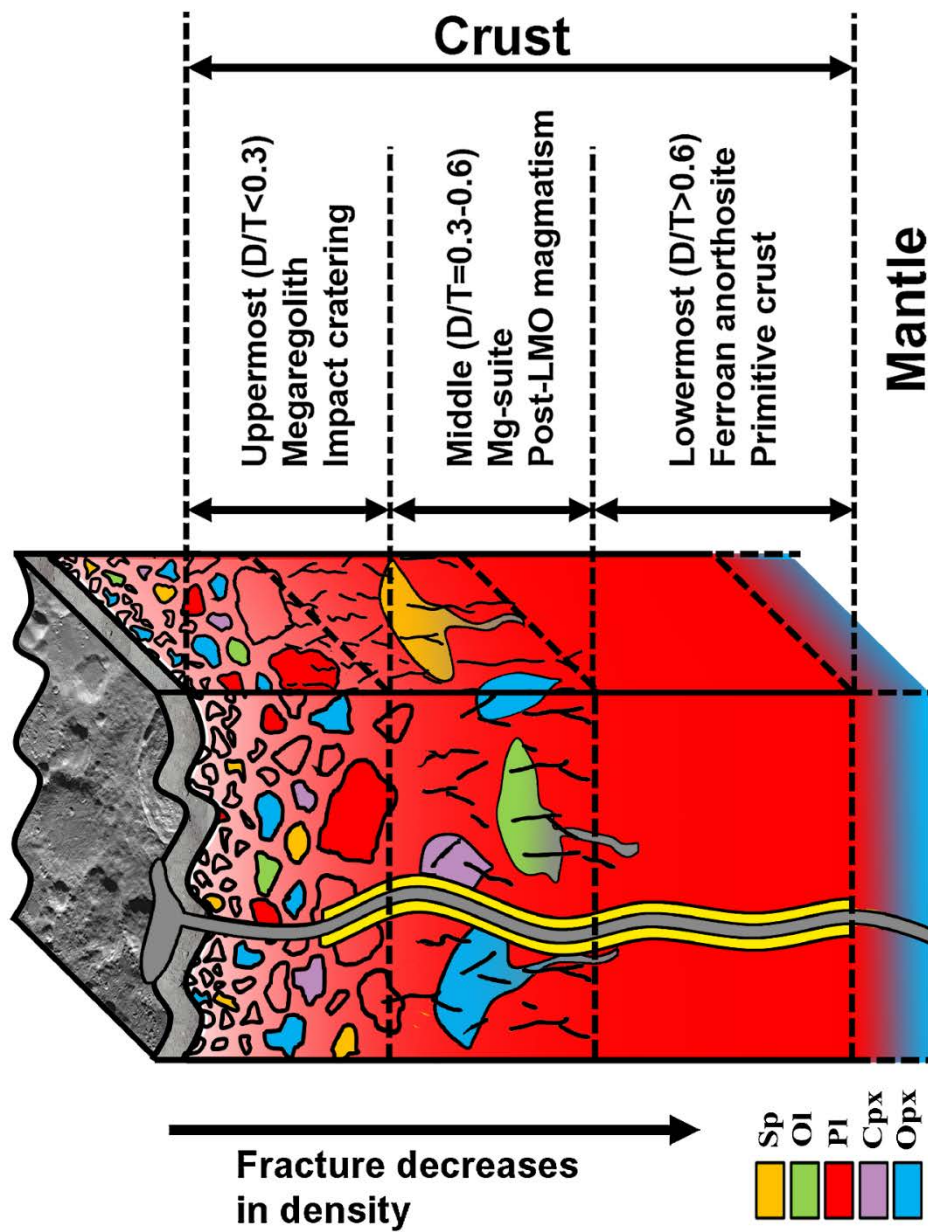 Crust
Uppermost (D/T<0.3)
Megaregolith
Impact cratering
Middle (D/T=0.3-0.6)
Mg-suite
Post-LMO magmatism
Lowermost (D/T>0.6)
Ferroan anorthosite
Primitive crust
Mantle
Fracture decreases
in density
Sp
Ol
Pl
Cpx
Opx